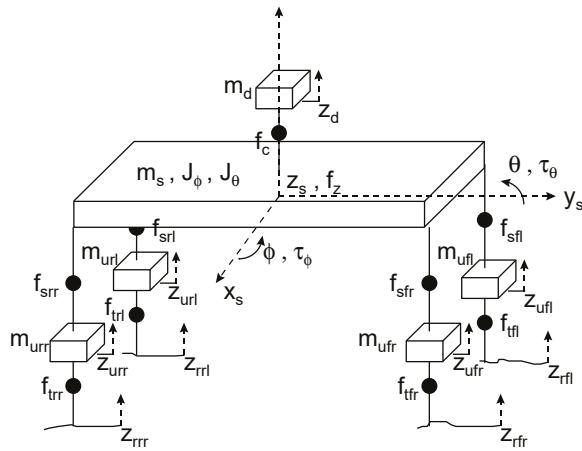 m_d
z_d
f_c
m_s , J_ϕ , J_θ
z_s , f_z
θ , τ_θ
y_s
f_srl
f_sfl
m_url
ϕ , τ_ϕ
m_ufl
f_srr
z_url
x_s
f_sfr
z_ufl
f_trl
f_tfl
m_urr
m_ufr
z_urr
z_rrl
z_ufr
z_rfl
f_trr
f_tfr
z_rrr
z_rfr